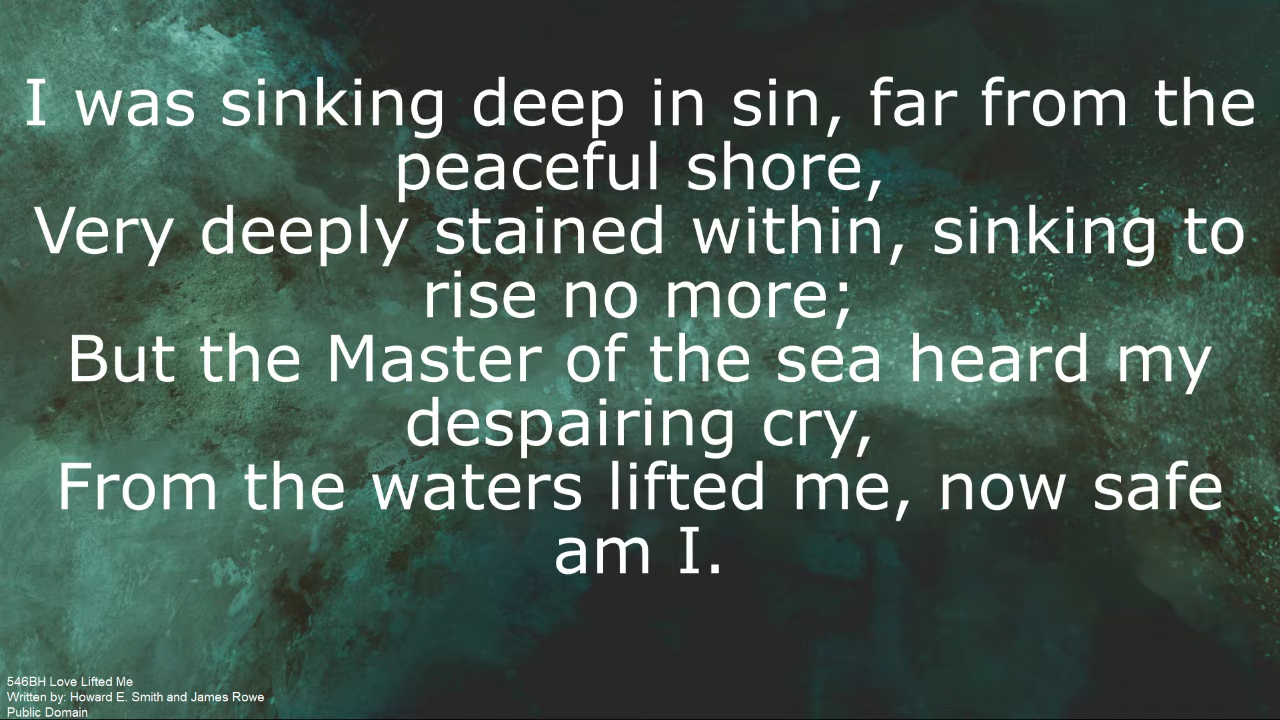 I was sinking deep in sin, far from the
peaceful shore,
Very deeply stained within, sinking to
rise no more;
But the Master of the sea heard my
despairing cry,
From the waters lifted me, now safe
am I.
546BH Love Lifted Me
Written by: Howard E. Smith and James Rowe
Public Domain